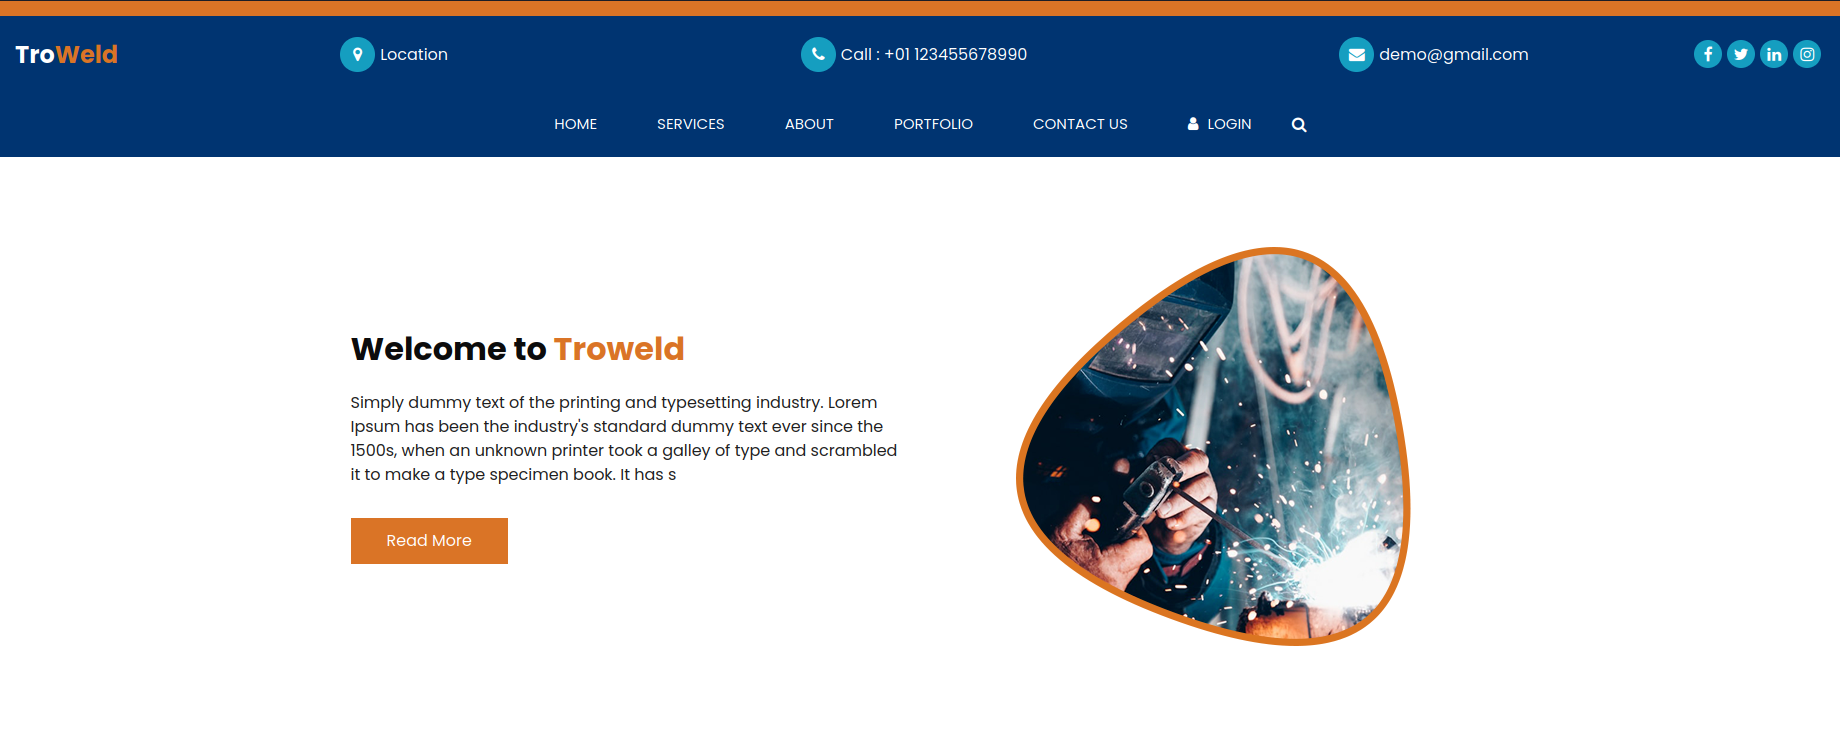 TroWeld
Location
Call : +01 123455678990
demo@gmail.com
HOME SERVICES ABOUT PORTFOLIO CONTACT US LOGIN
Welcome to Troweld
Simply dummy text of the printing and typesetting industry. Lorem
Ipsum has been the industry's standard dummy text ever since the
1500s, when an unknown printer took a galley of type and scrambled
it to make a type specimen book. It has s
Read More